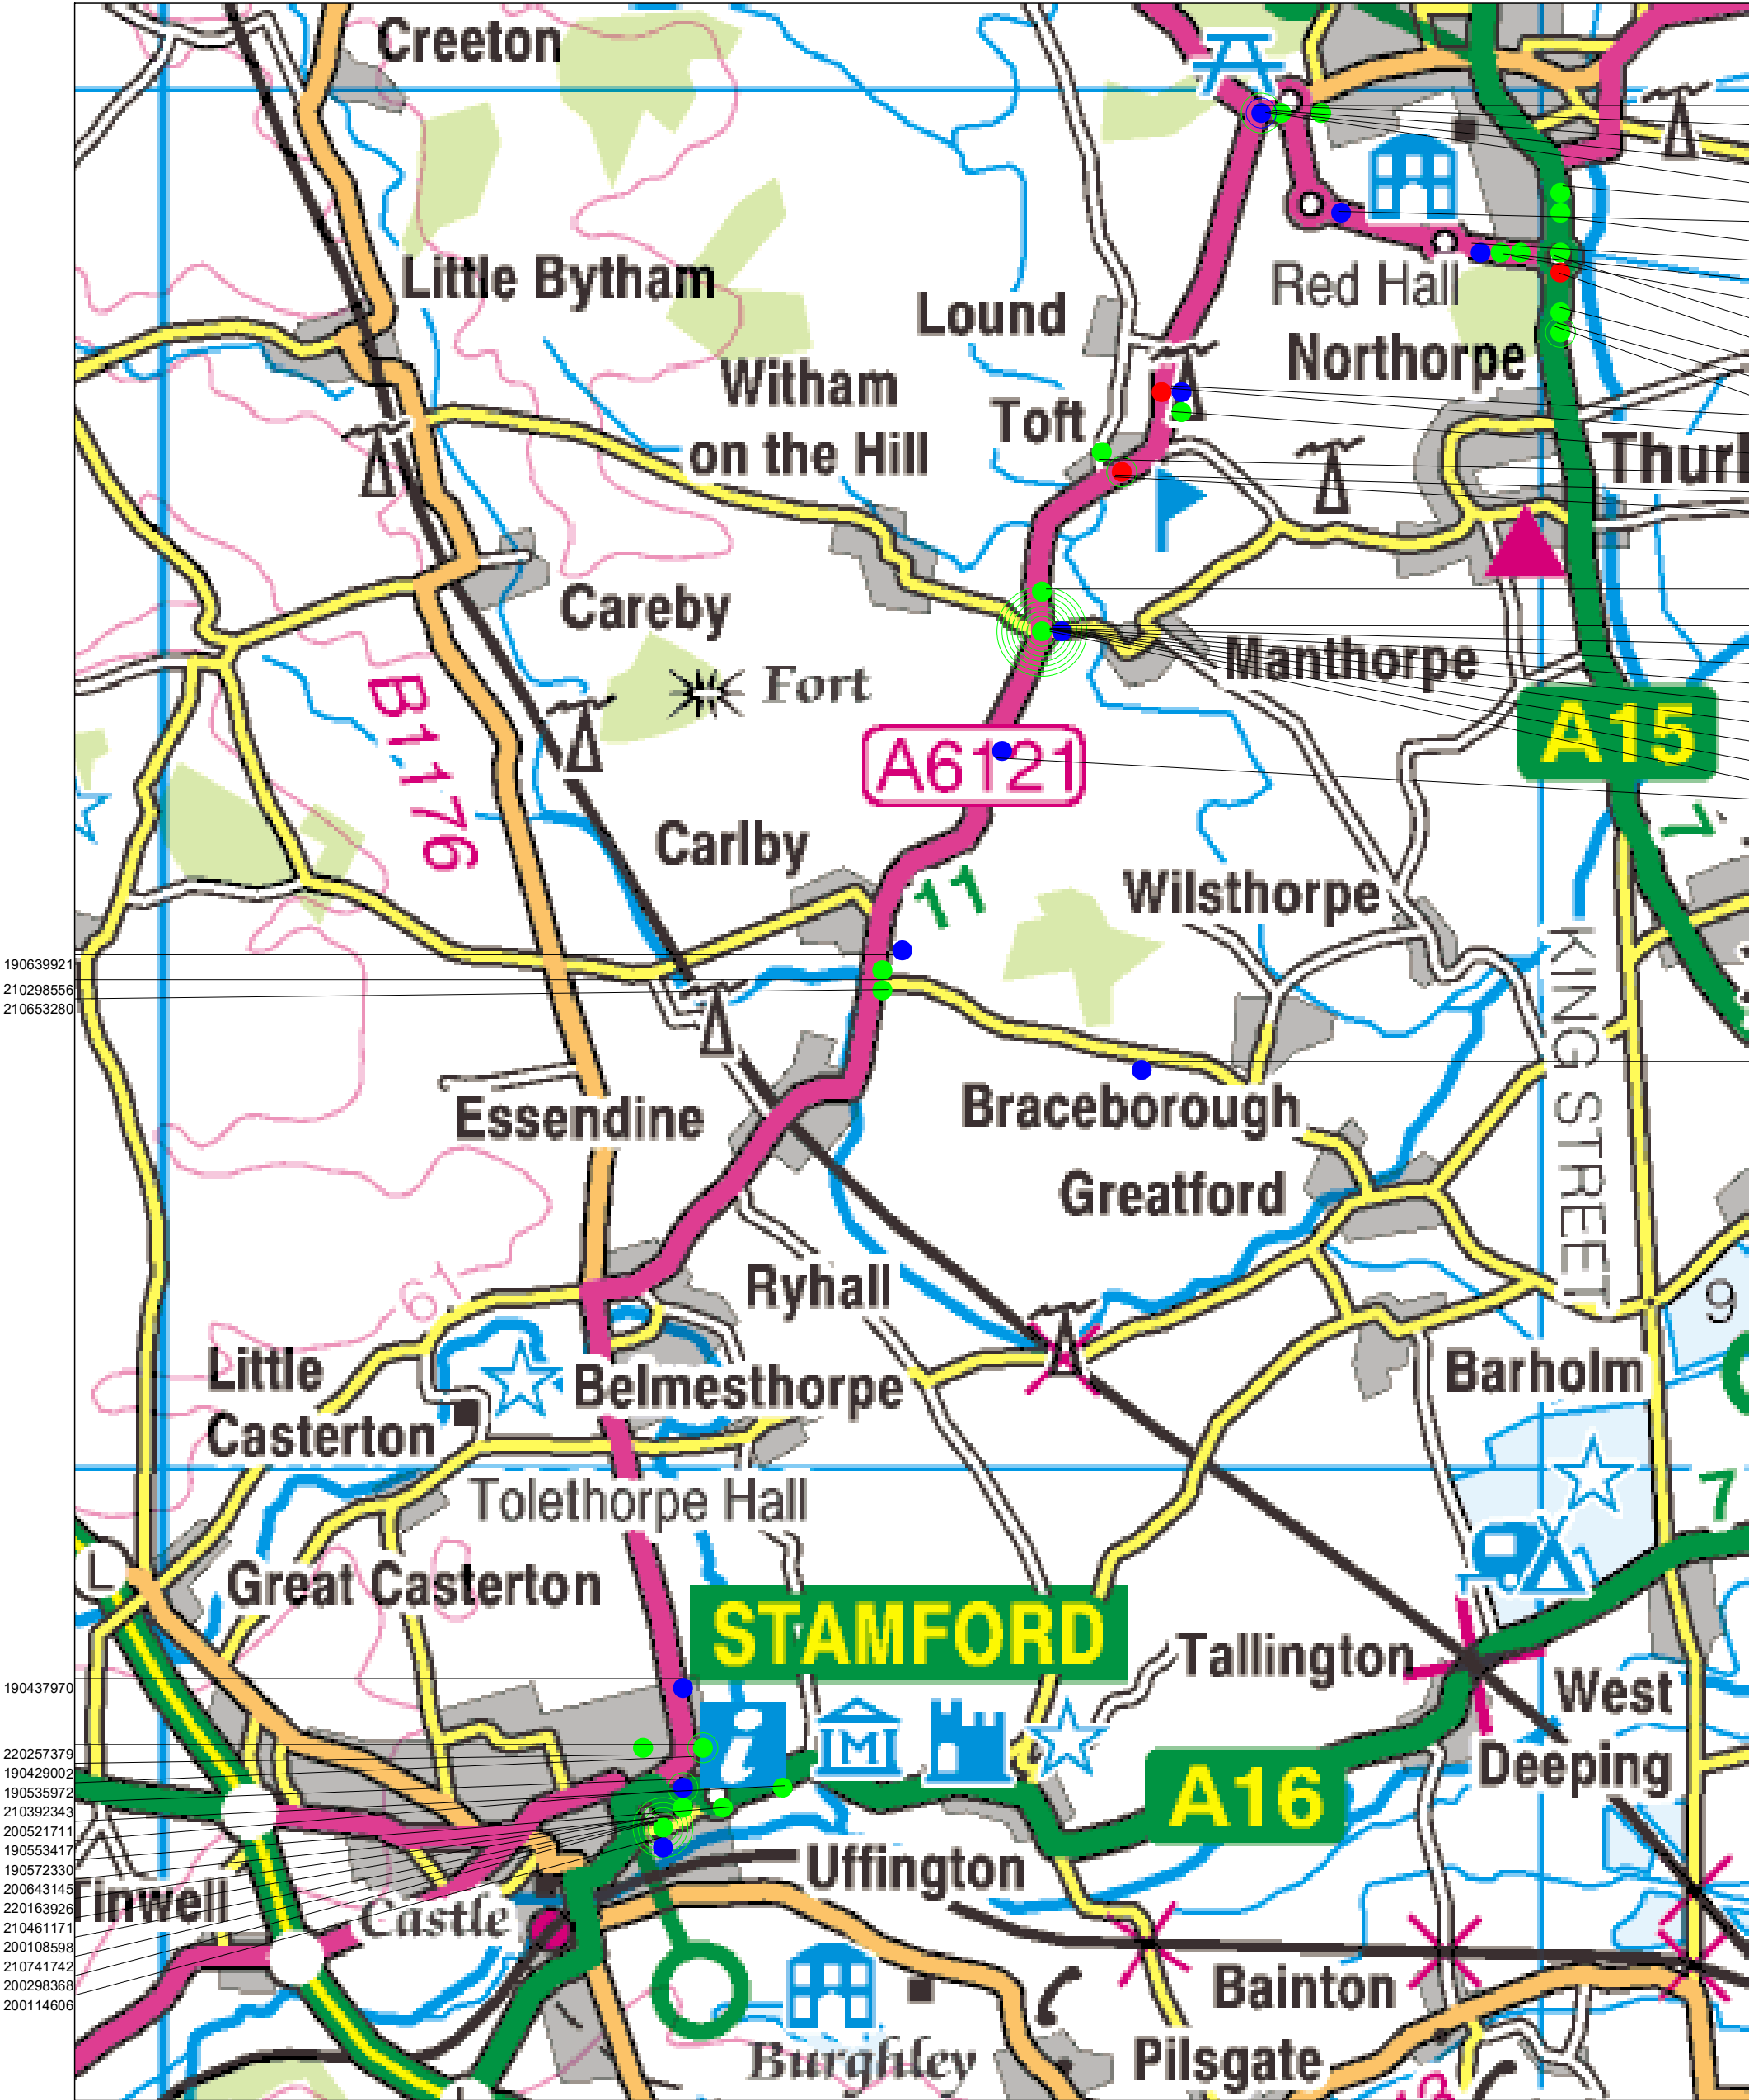 Creeton
Little Bytham
Lound
Red Hall
Northorpe
Witham
on the Hill
Toft
Careby
Manthorpe
Fort
B1176
A6121
A15
Carlby
11
Wilsthorpe
KING STREET
190639921
210298556
210653280
Essendine
Braceborough
Greatford
61
Ryhall
9
Little
Casterton
Belmesthorpe
Barholm
Tolethorpe Hall
7
L
Great Casterton
STAMFORD
Tallington
West
Deeping
190437970
i
M
A16
220257379
190429002
190535972
210392343
200521711
190553417
190572330
200643145
220163926
210461171
200108598
210741742
200298368
200114606
Uffington
Tinwell
Castle
Bainton
Burghley
Pilsgate